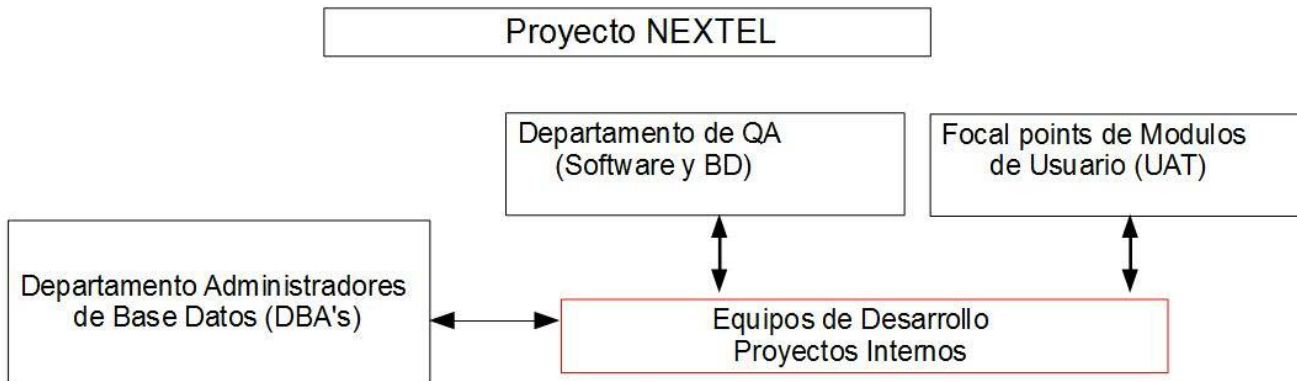 Proyecto NEXTEL
Departamento de QA
(Software y BD)
Focal points de Modulos
de Usuario (UAT)
Departamento Administradores
de Base Datos (DBA's)
Equipos de Desarrollo
Proyectos Internos